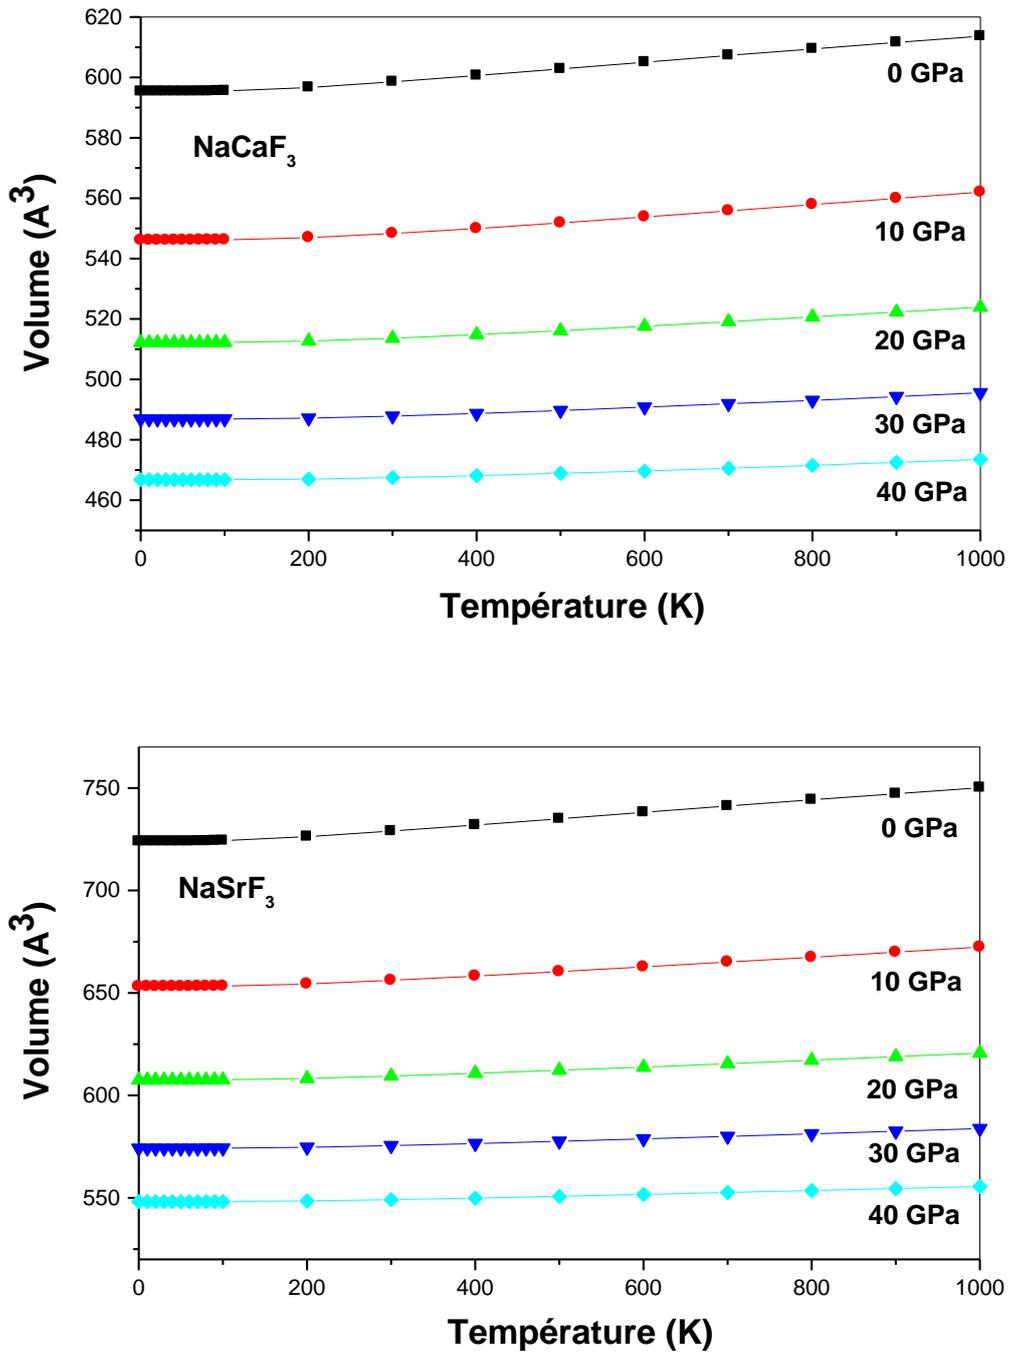 620
600
580
560
540
520
500
480
460
Volume (A³)
NaCaF₃
0 GPa
10 GPa
20 GPa
30 GPa
40 GPa
0 200 400 600 800 1000
Température (K)
750
700
650
600
550
Volume (A³)
NaSrF₃
0 GPa
10 GPa
20 GPa
30 GPa
40 GPa
0 200 400 600 800 1000
Température (K)